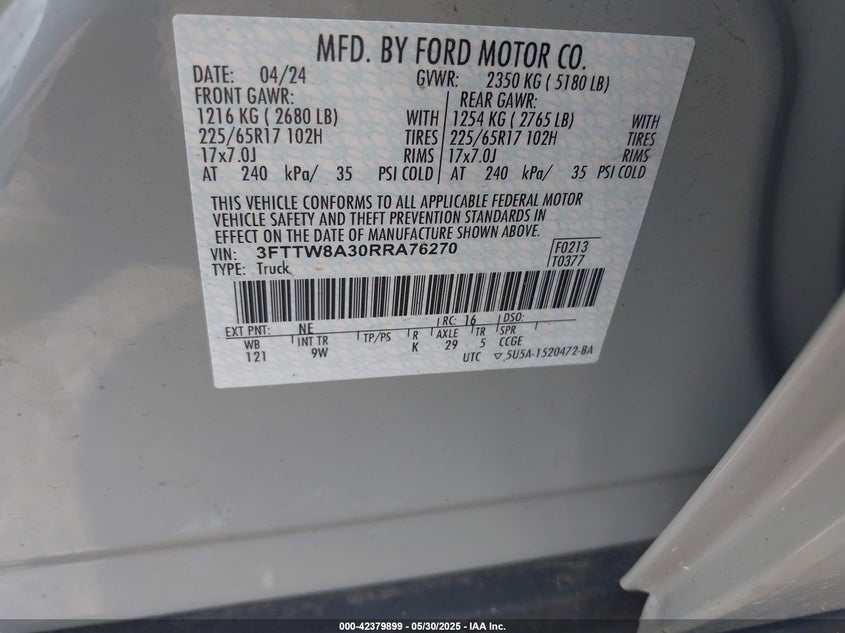 MFD. BY FORD MOTOR CO.
DATE: 04/24 GVWR: 2350 KG ( 5180 LB)
FRONT GAWR: REAR GAWR:
1216 KG ( 2680 LB) WITH 1254 KG ( 2765 LB) WITH
225/65R17 102H TIRES 225/65R17 102H TIRES
17x7.0J RIMS 17x7.0J RIMS
AT 240 kPa/ 35 PSI COLD AT 240 kPa/ 35 PSI COLD
THIS VEHICLE CONFORMS TO ALL APPLICABLE FEDERAL MOTOR
VEHICLE SAFETY AND THEFT PREVENTION STANDARDS IN
EFFECT ON THE DATE OF MANUFACTURE SHOWN ABOVE.
VIN: 3FTTW8A30RRA76270 F0213
TYPE: Truck T0377
EXT PNT: NE RC: 16 DSO:
WB INT TR TP/PS R AXLE TR SPR
121 9W K 29 5 CCGE
UTC ▽ 5U5A-1520472-BA
000-42379899 — 05/30/2025 - IAA Inc.